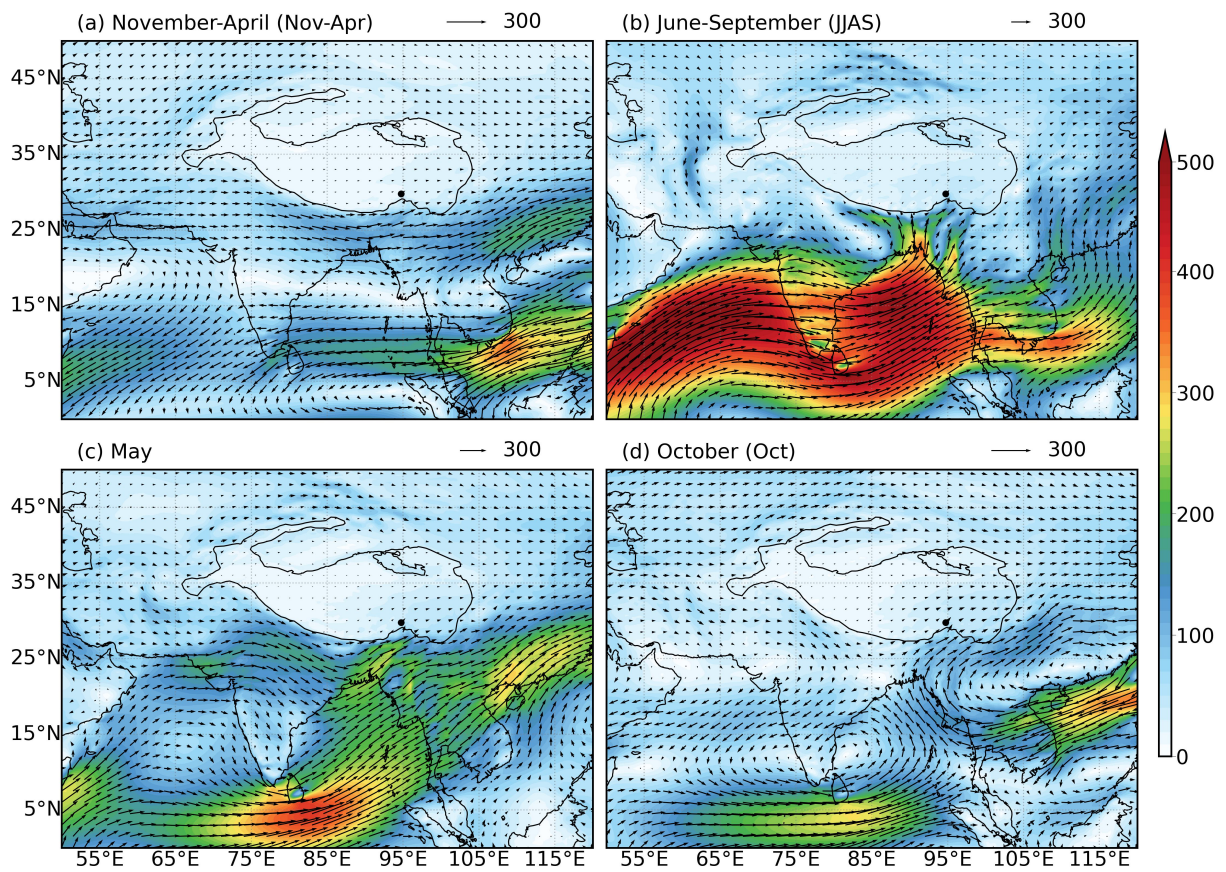 (a) November-April (Nov-Apr) 300
(b) June-September (JJAS) 300
45°N
35°N
25°N
15°N
5°N
(c) May 300
(d) October (Oct) 300
45°N
35°N
25°N
15°N
5°N
55°E 65°E 75°E 85°E 95°E 105°E 115°E
55°E 65°E 75°E 85°E 95°E 105°E 115°E
500
400
300
200
100
0